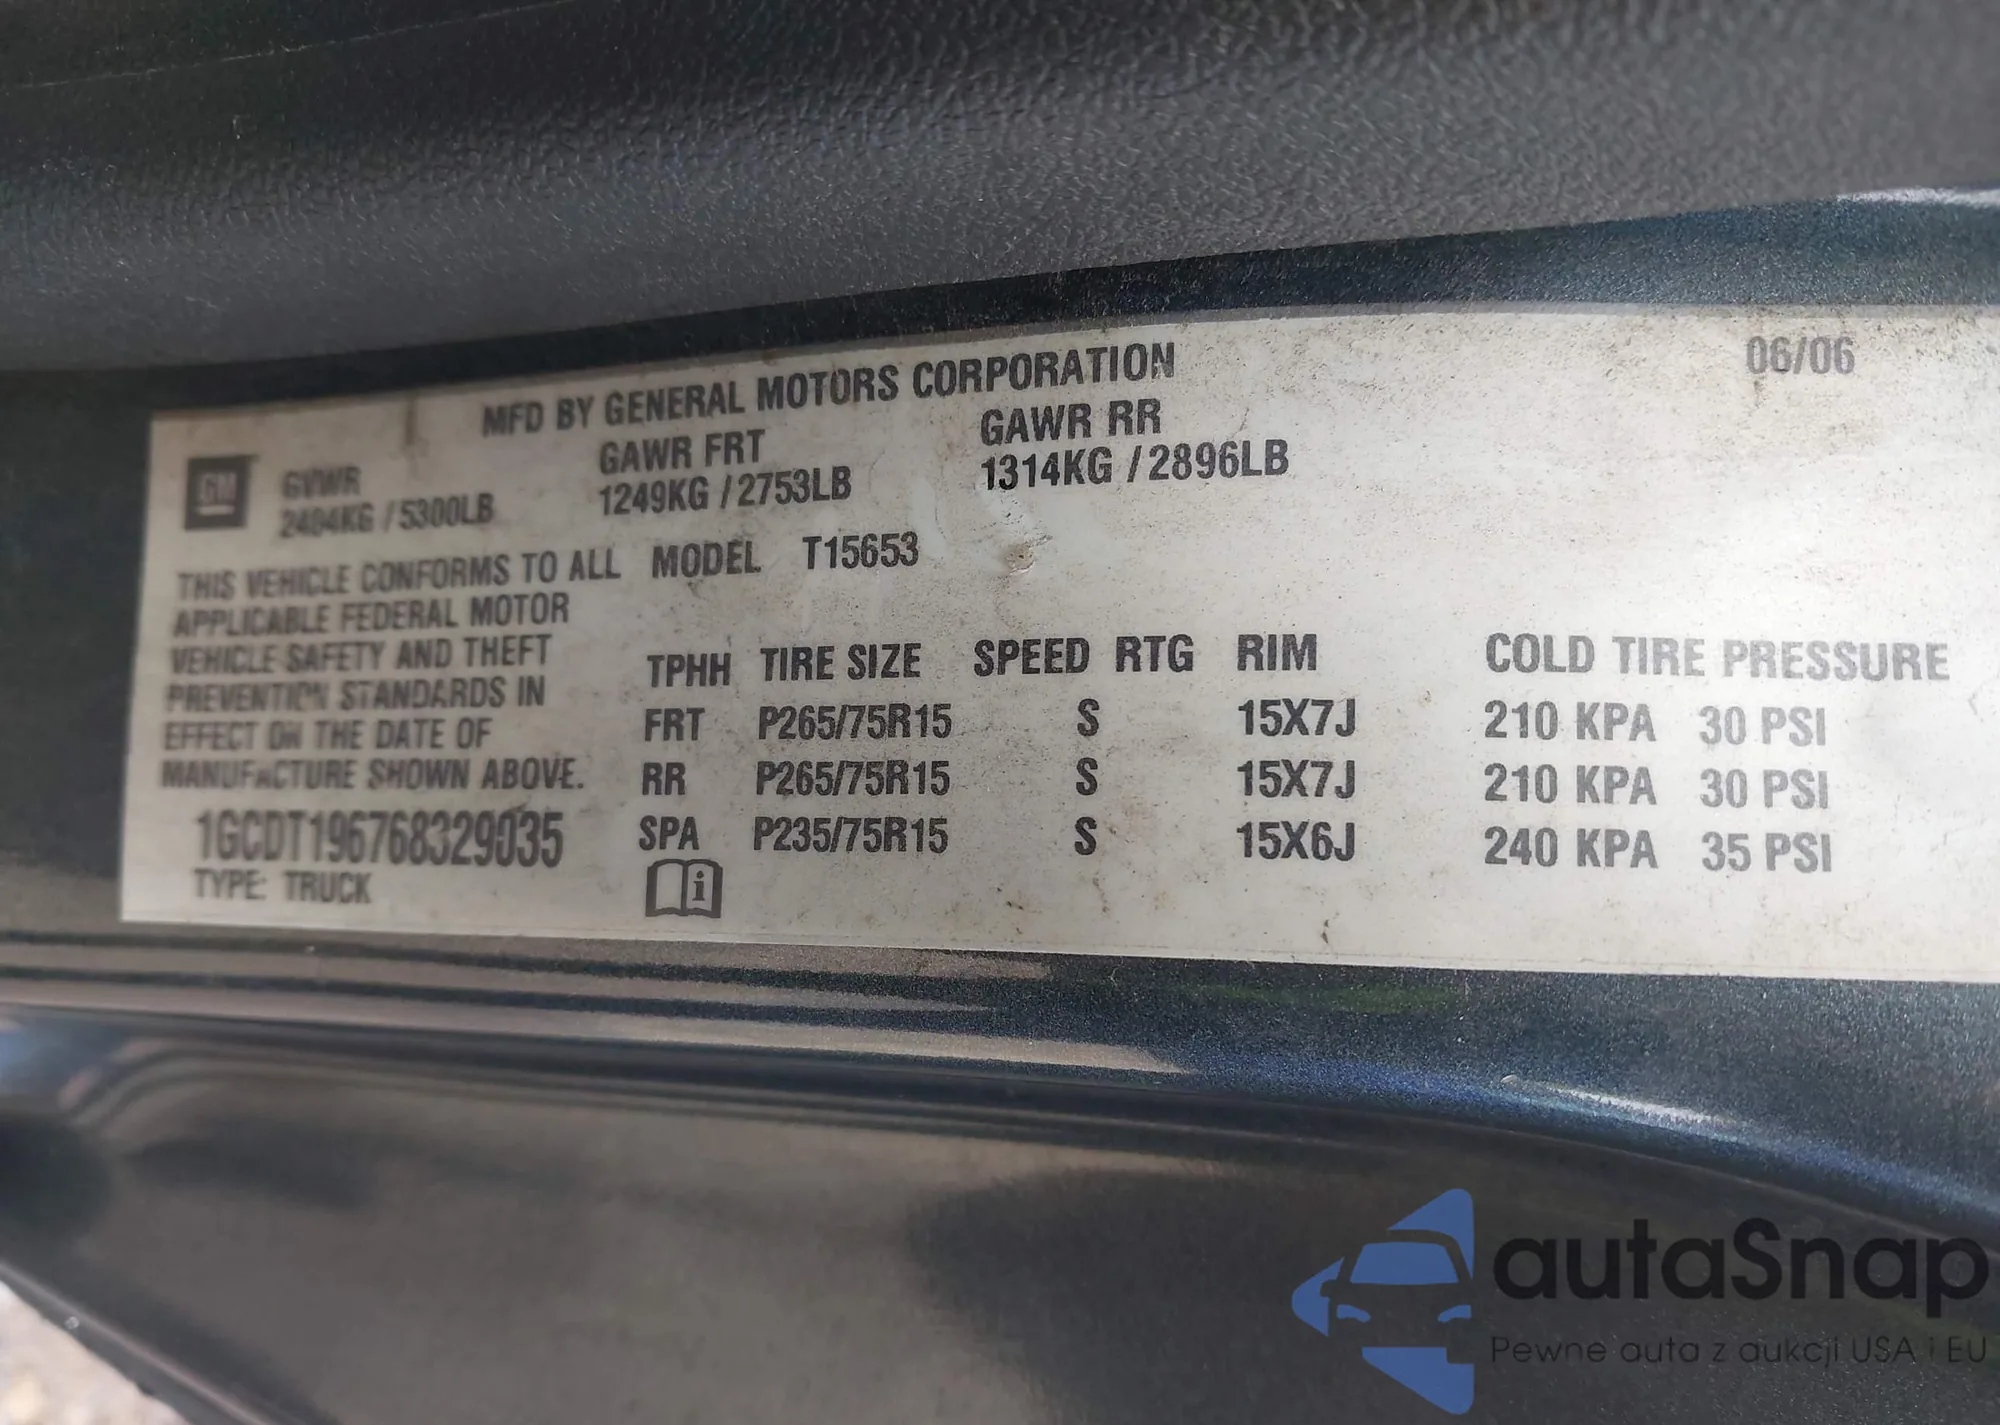 06/06
MFD BY GENERAL MOTORS CORPORATION
GM GVWR GAWR FRT GAWR RR
2404KG / 5300LB 1249KG / 2753LB 1314KG / 2896LB
THIS VEHICLE CONFORMS TO ALL MODEL T15653
APPLICABLE FEDERAL MOTOR
VEHICLE SAFETY AND THEFT
PREVENTION STANDARDS IN
EFFECT ON THE DATE OF
MANUFACTURE SHOWN ABOVE.
1GCDT196768329035
TYPE: TRUCK
TPHH TIRE SIZE SPEED RTG RIM COLD TIRE PRESSURE
FRT P265/75R15 S 15X7J 210 KPA 30 PSI
RR P265/75R15 S 15X7J 210 KPA 30 PSI
SPA P235/75R15 S 15X6J 240 KPA 35 PSI
i
autaSnap
Pewne auta z aukcji USA i EU